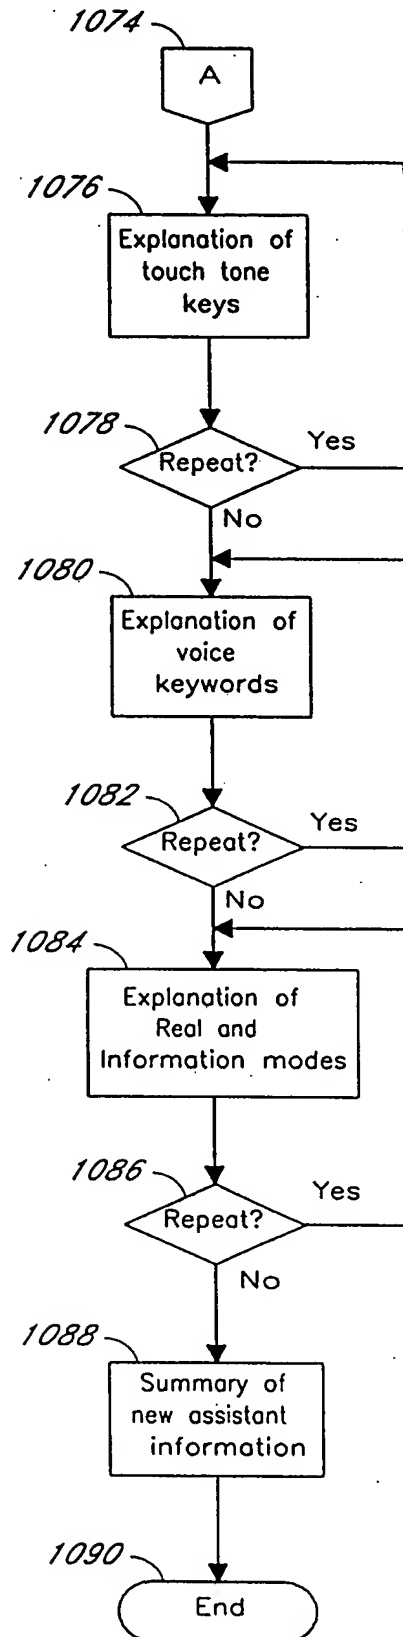 1074
A
1076
Explanation of
touch tone
keys
1078
Repeat?
Yes
No
1080
Explanation of
voice
keywords
1082
Repeat?
Yes
No
1084
Explanation of
Real and
Information modes
1086
Repeat?
Yes
No
1088
Summary of
new assistant
information
1090
End